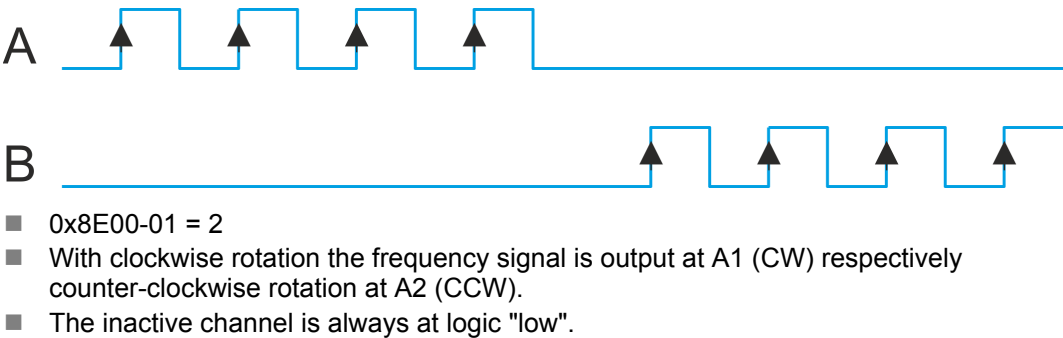 A
B
■ 0x8E00-01 = 2
■ With clockwise rotation the frequency signal is output at A1 (CW) respectively
counter-clockwise rotation at A2 (CCW).
■ The inactive channel is always at logic "low".